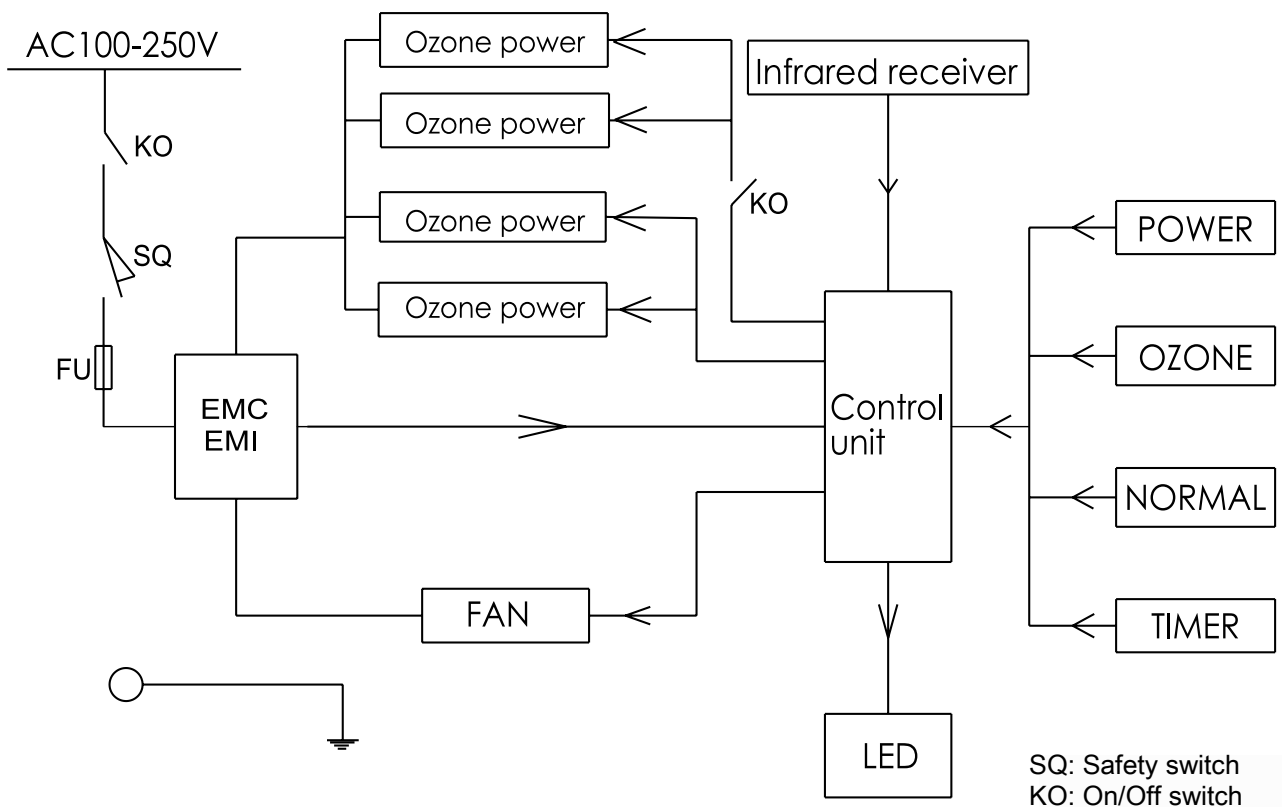 AC100-250V
Ozone power
Infrared receiver
Ozone power
KO
KO
Ozone power
POWER
SQ
Ozone power
OZONE
FU
EMC
EMI
Control
unit
NORMAL
FAN
TIMER
LED
SQ: Safety switch
KO: On/Off switch